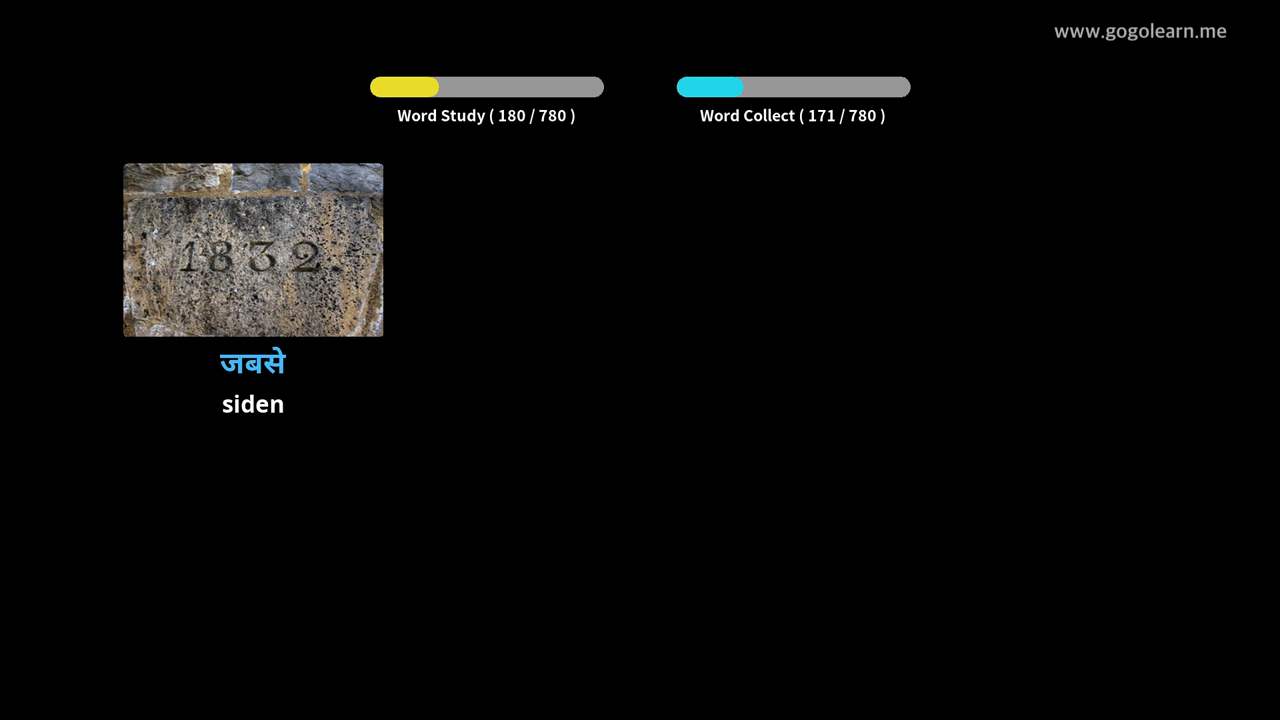 www.gogolearn.me
Word Study ( 180 / 780 )
Word Collect ( 171 / 780 )
1832.
जबसे
siden